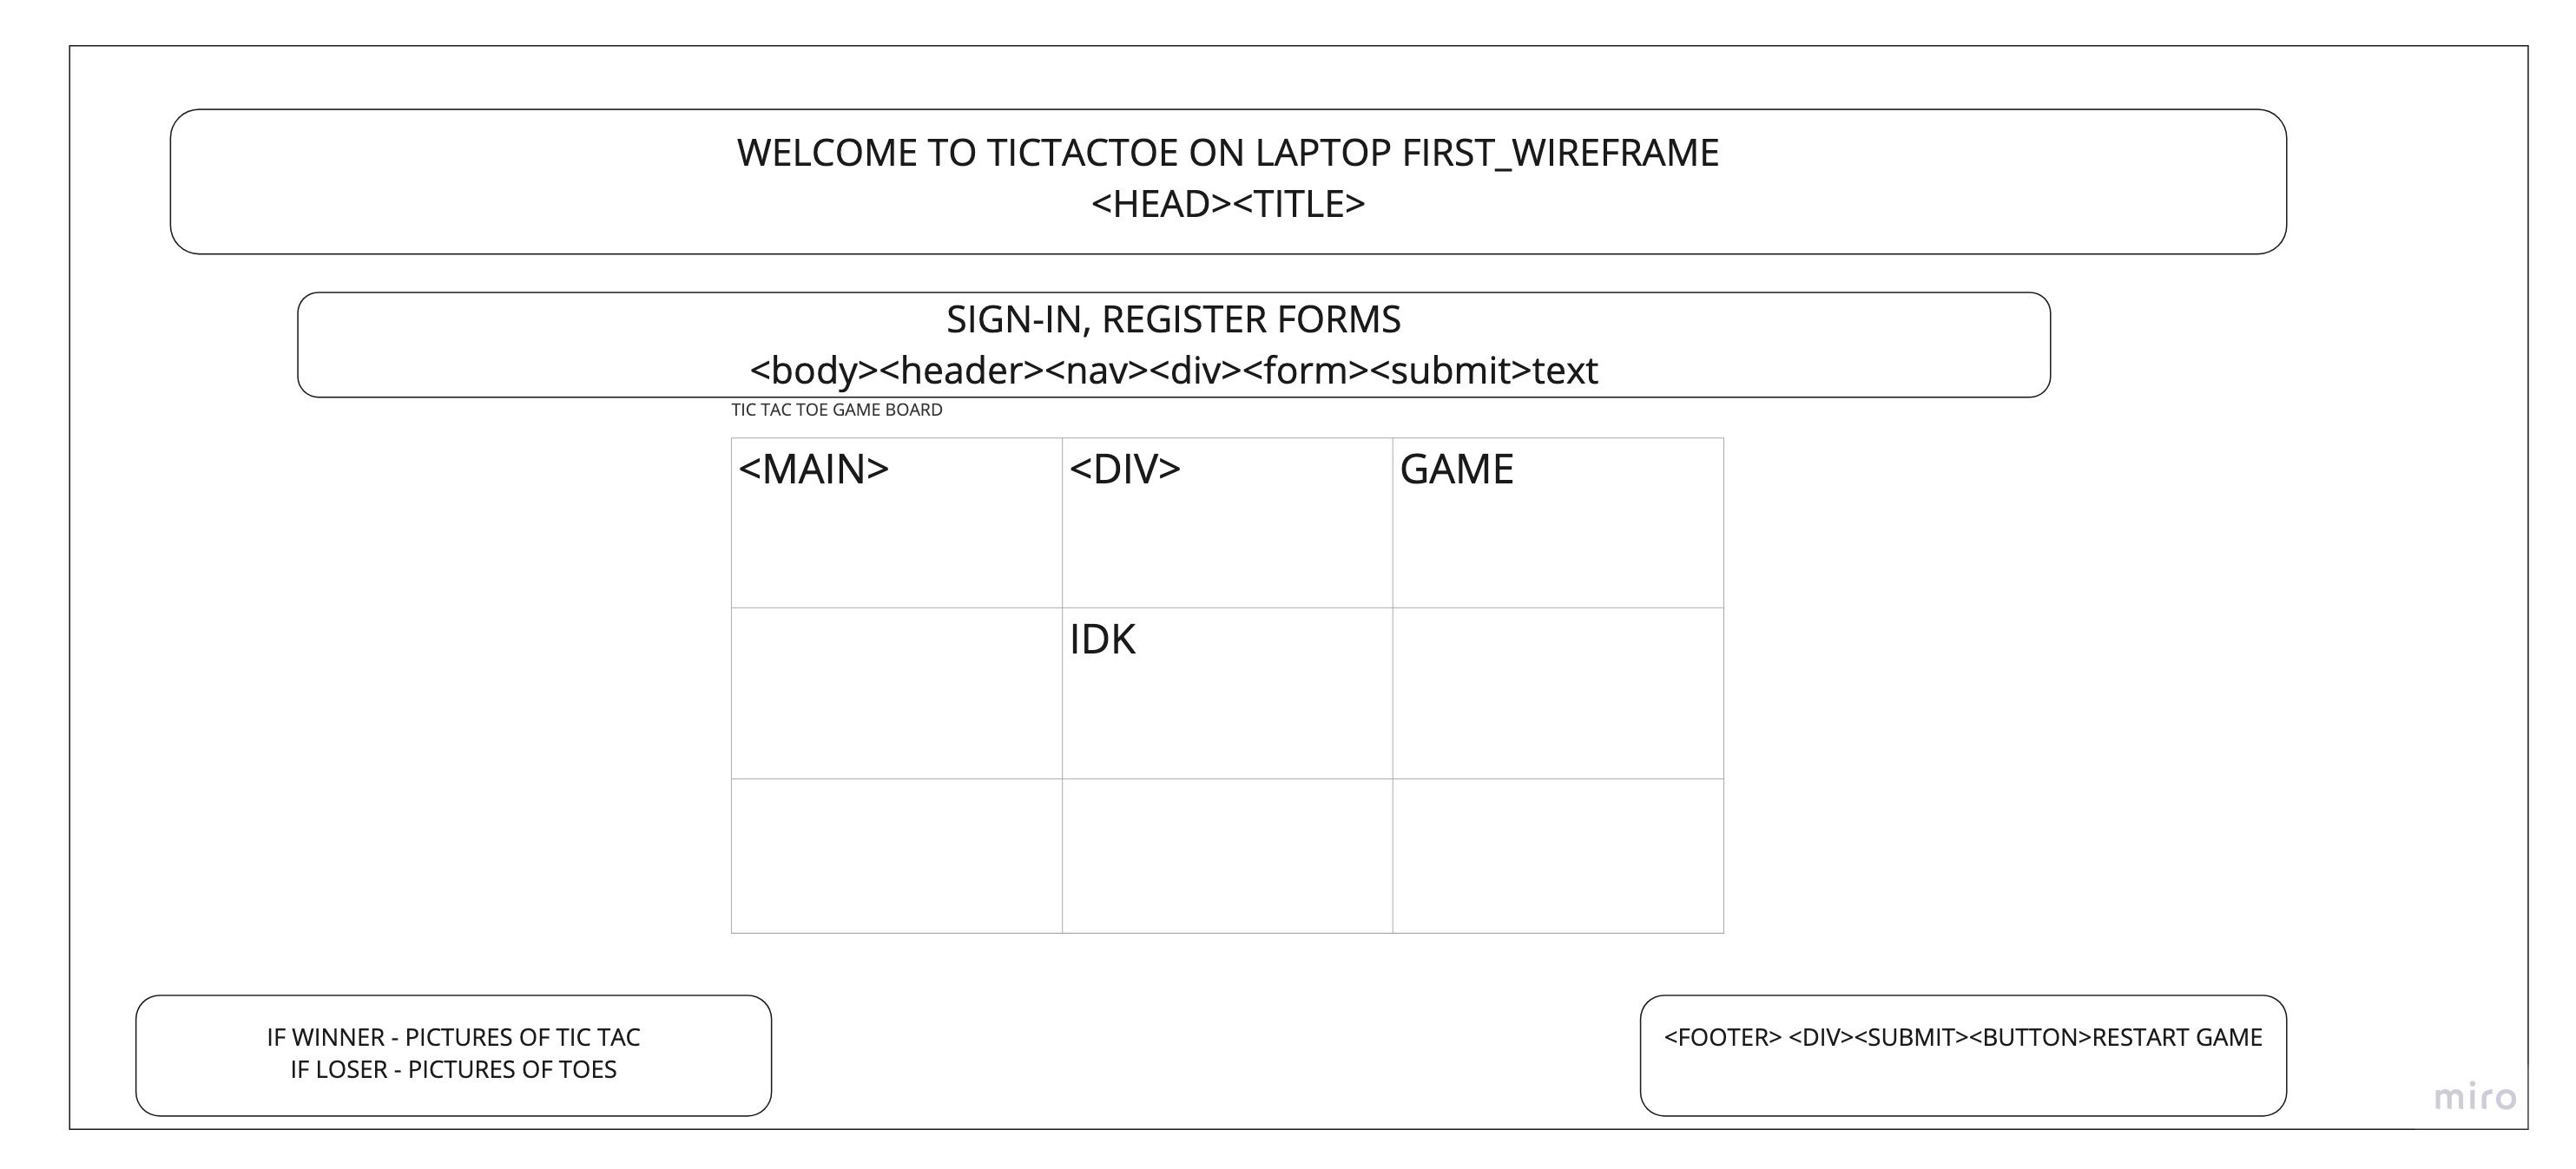 WELCOME TO TICTACTOE ON LAPTOP FIRST_WIREFRAME
<HEAD><TITLE>
SIGN-IN, REGISTER FORMS
<body><header><nav><div><form><submit>text
TIC TAC TOE GAME BOARD
<MAIN> <DIV> GAME
IDK
IF WINNER - PICTURES OF TIC TAC
IF LOSER - PICTURES OF TOES
<FOOTER> <DIV><SUBMIT><BUTTON>RESTART GAME
miro